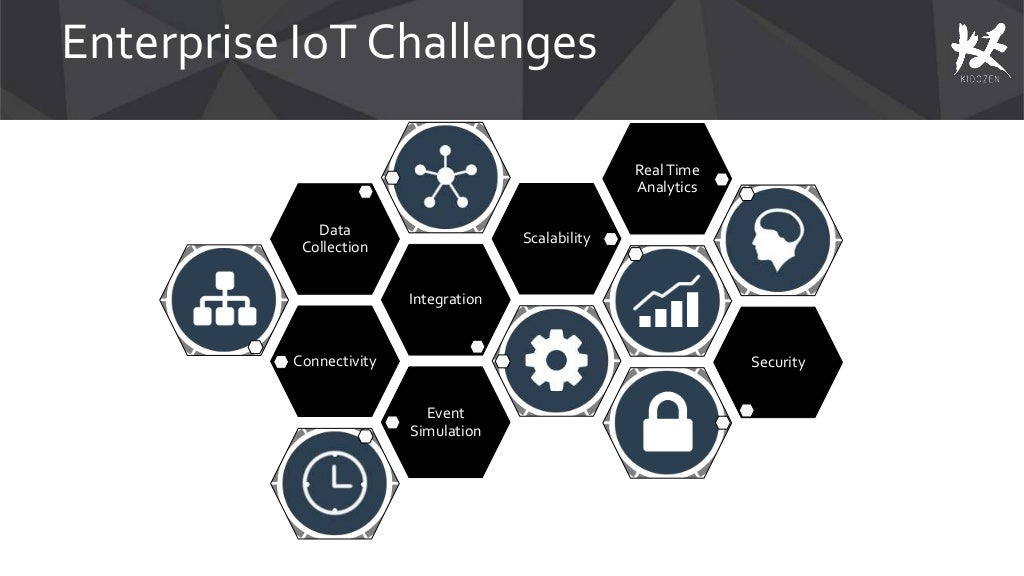 Enterprise IoT Challenges
KIDOZEN
Real Time
Analytics
Data
Collection
Scalability
Integration
Connectivity
Security
Event
Simulation